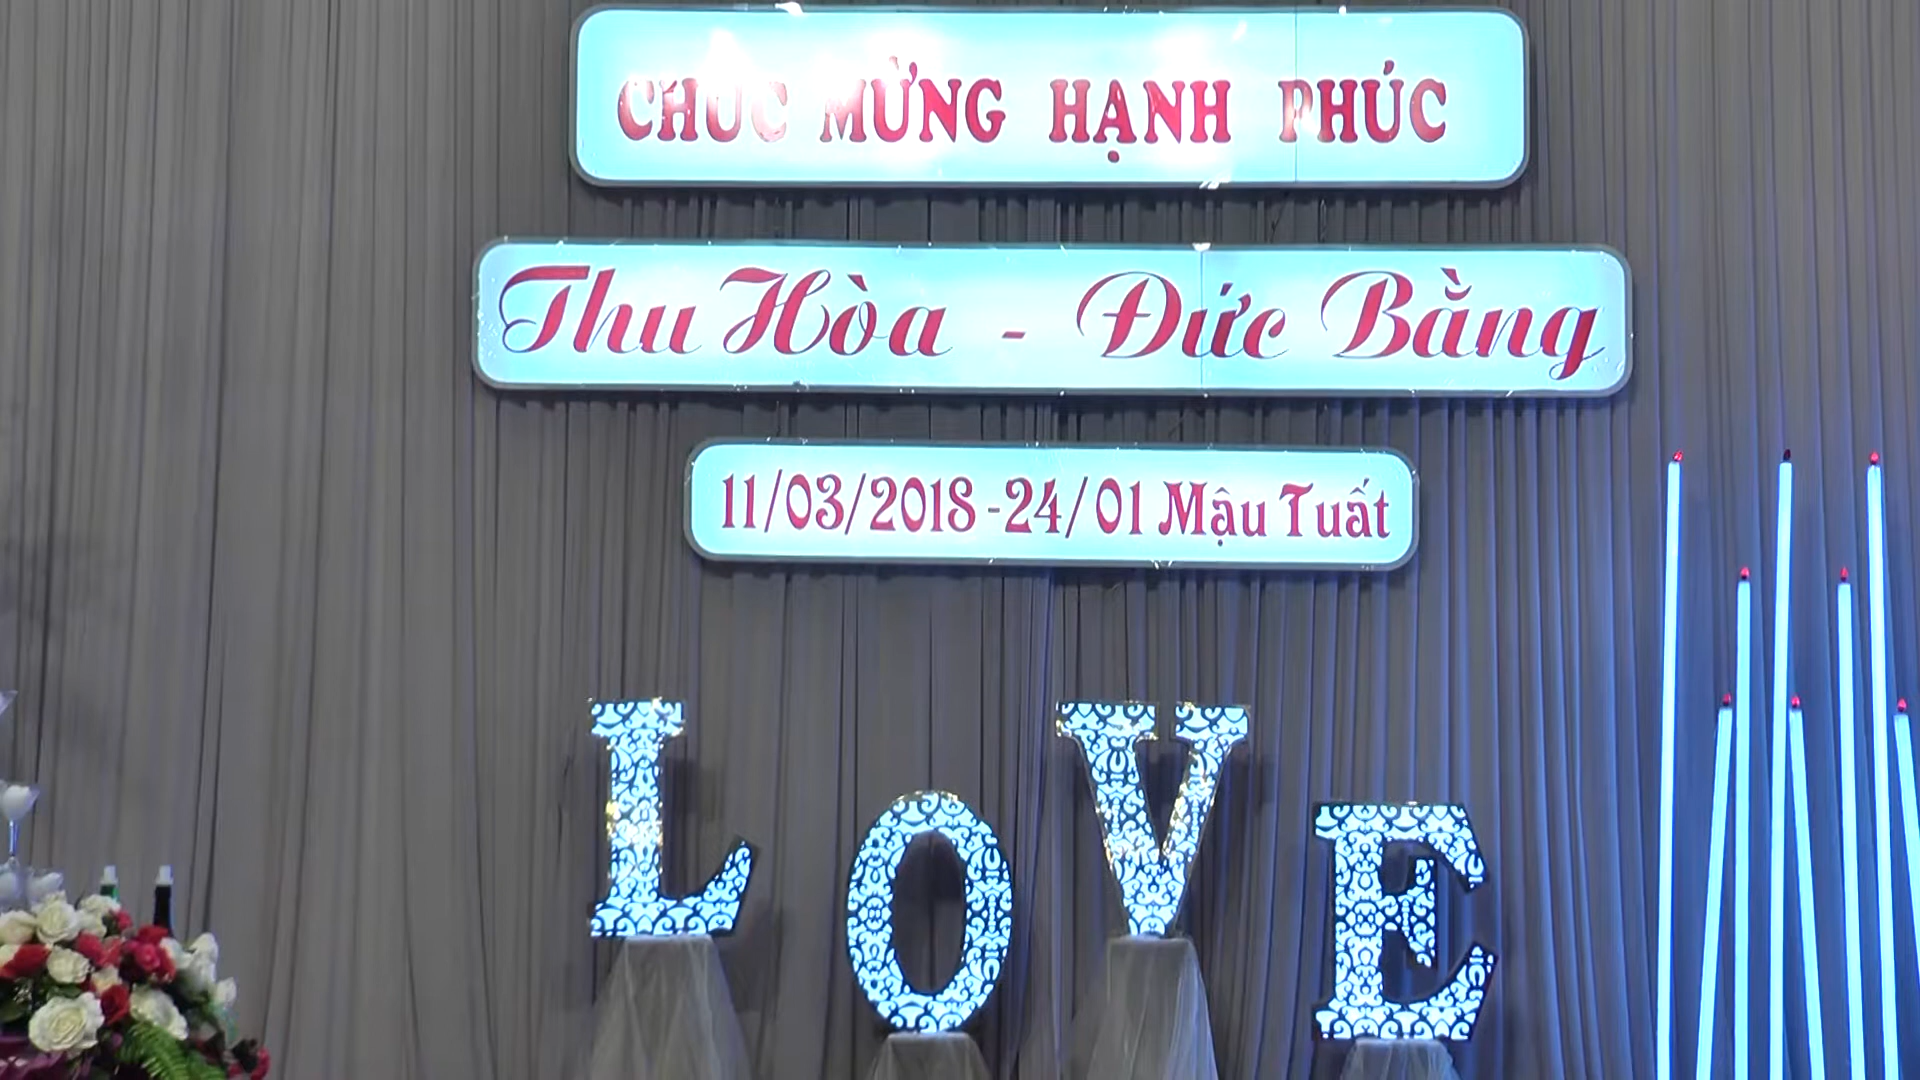 CHÚC MỪNG HẠNH PHÚC
Thu Hòa - Đức Bằng
11/03/2018-24/01 Mậu Tuất
LOVE